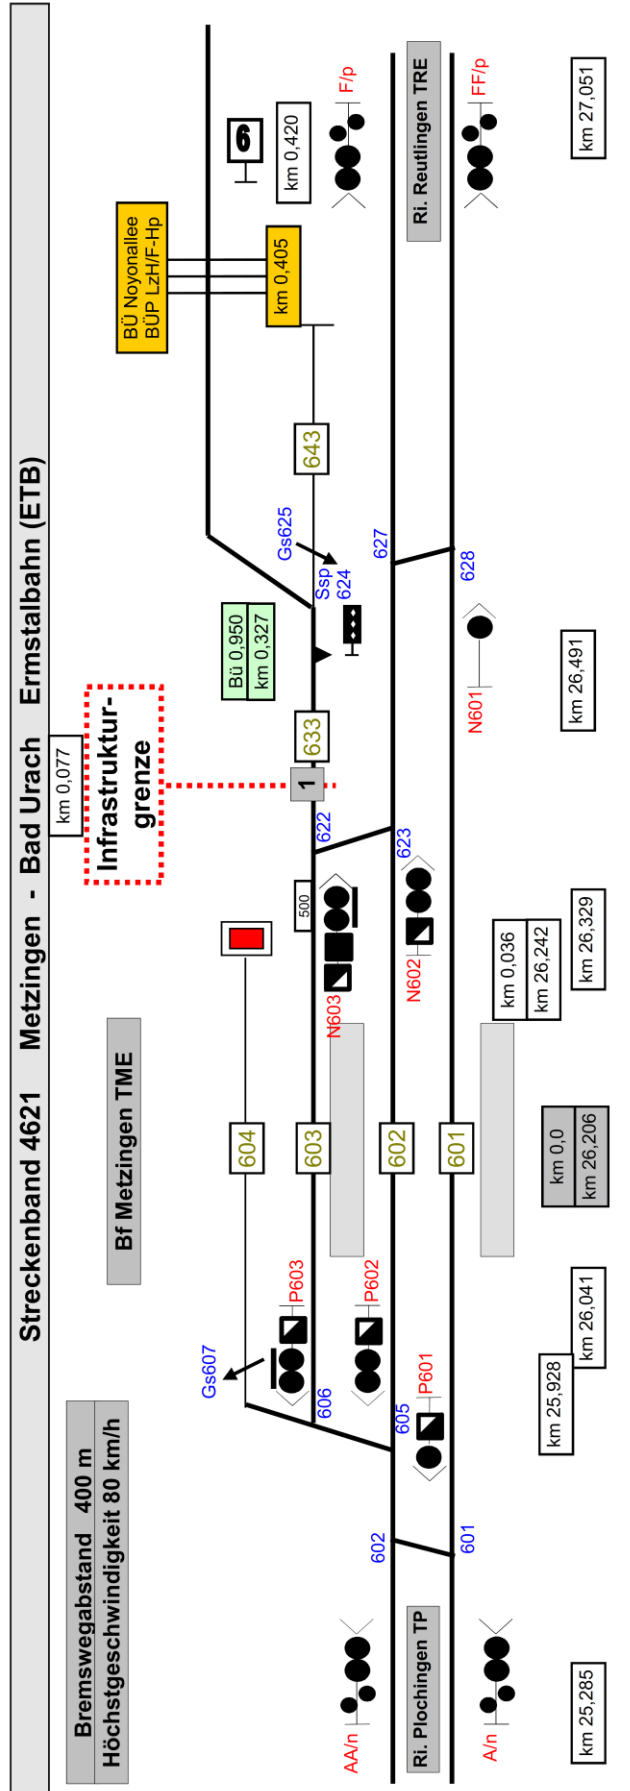 Streckenband 4621 Metzingen - Bad Urach Ermstalbahn (ETB)
Bremswegabstand 400 m
Höchstgeschwindigkeit 80 km/h
Bf Metzingen TME
km 0,077
Infrastruktur-
grenze
BÜ Noyonallee
BÜP LzH/F-Hp
km 0,405
6
km 0,420
Bü 0,950
km 0,327
Gs607
604
P603
606
603
500
N603
622
1
633
Ssp
624
Gs625
643
F/p
AA/n
602
P602
605
602
N602
623
627
Ri. Plochingen TP
Ri. Reutlingen TRE
P601
A/n
601
601
N601
628
FF/p
km 25,285
km 25,928
km 26,041
km 0,0
km 26,206
km 0,036
km 26,242
km 26,329
km 26,491
km 27,051